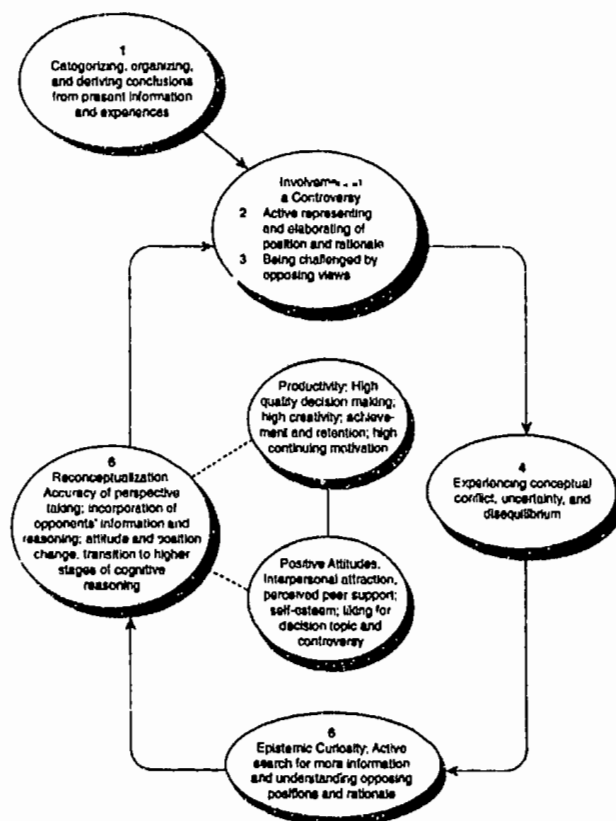 1
Catogorizing, organizing,
and deriving conclusions
from present information
and experiences
a Controversy
2 Active representing
and elaborating of
position and rationale
3 Being challenged by
opposing views
Productivity; High
quality decision making;
high creativity; achieve-
ment and retention; high
continuing motivation
4
Experiencing conceptual
conflict, uncertainty, and
disequilibrium
6
Reconceptualization
Accuracy of perspective
taking; incorporation of
opponents' information and
reasoning; attitude and position
change, transition to higher
stages of cognitive
reasoning
Positive Attitudes.
Interpersonal attraction,
perceived peer support;
self-esteem; liking for
decision topic and
controversy
6
Epistemic Curiosity; Active
search for more information
and understanding opposing
positions and rationale